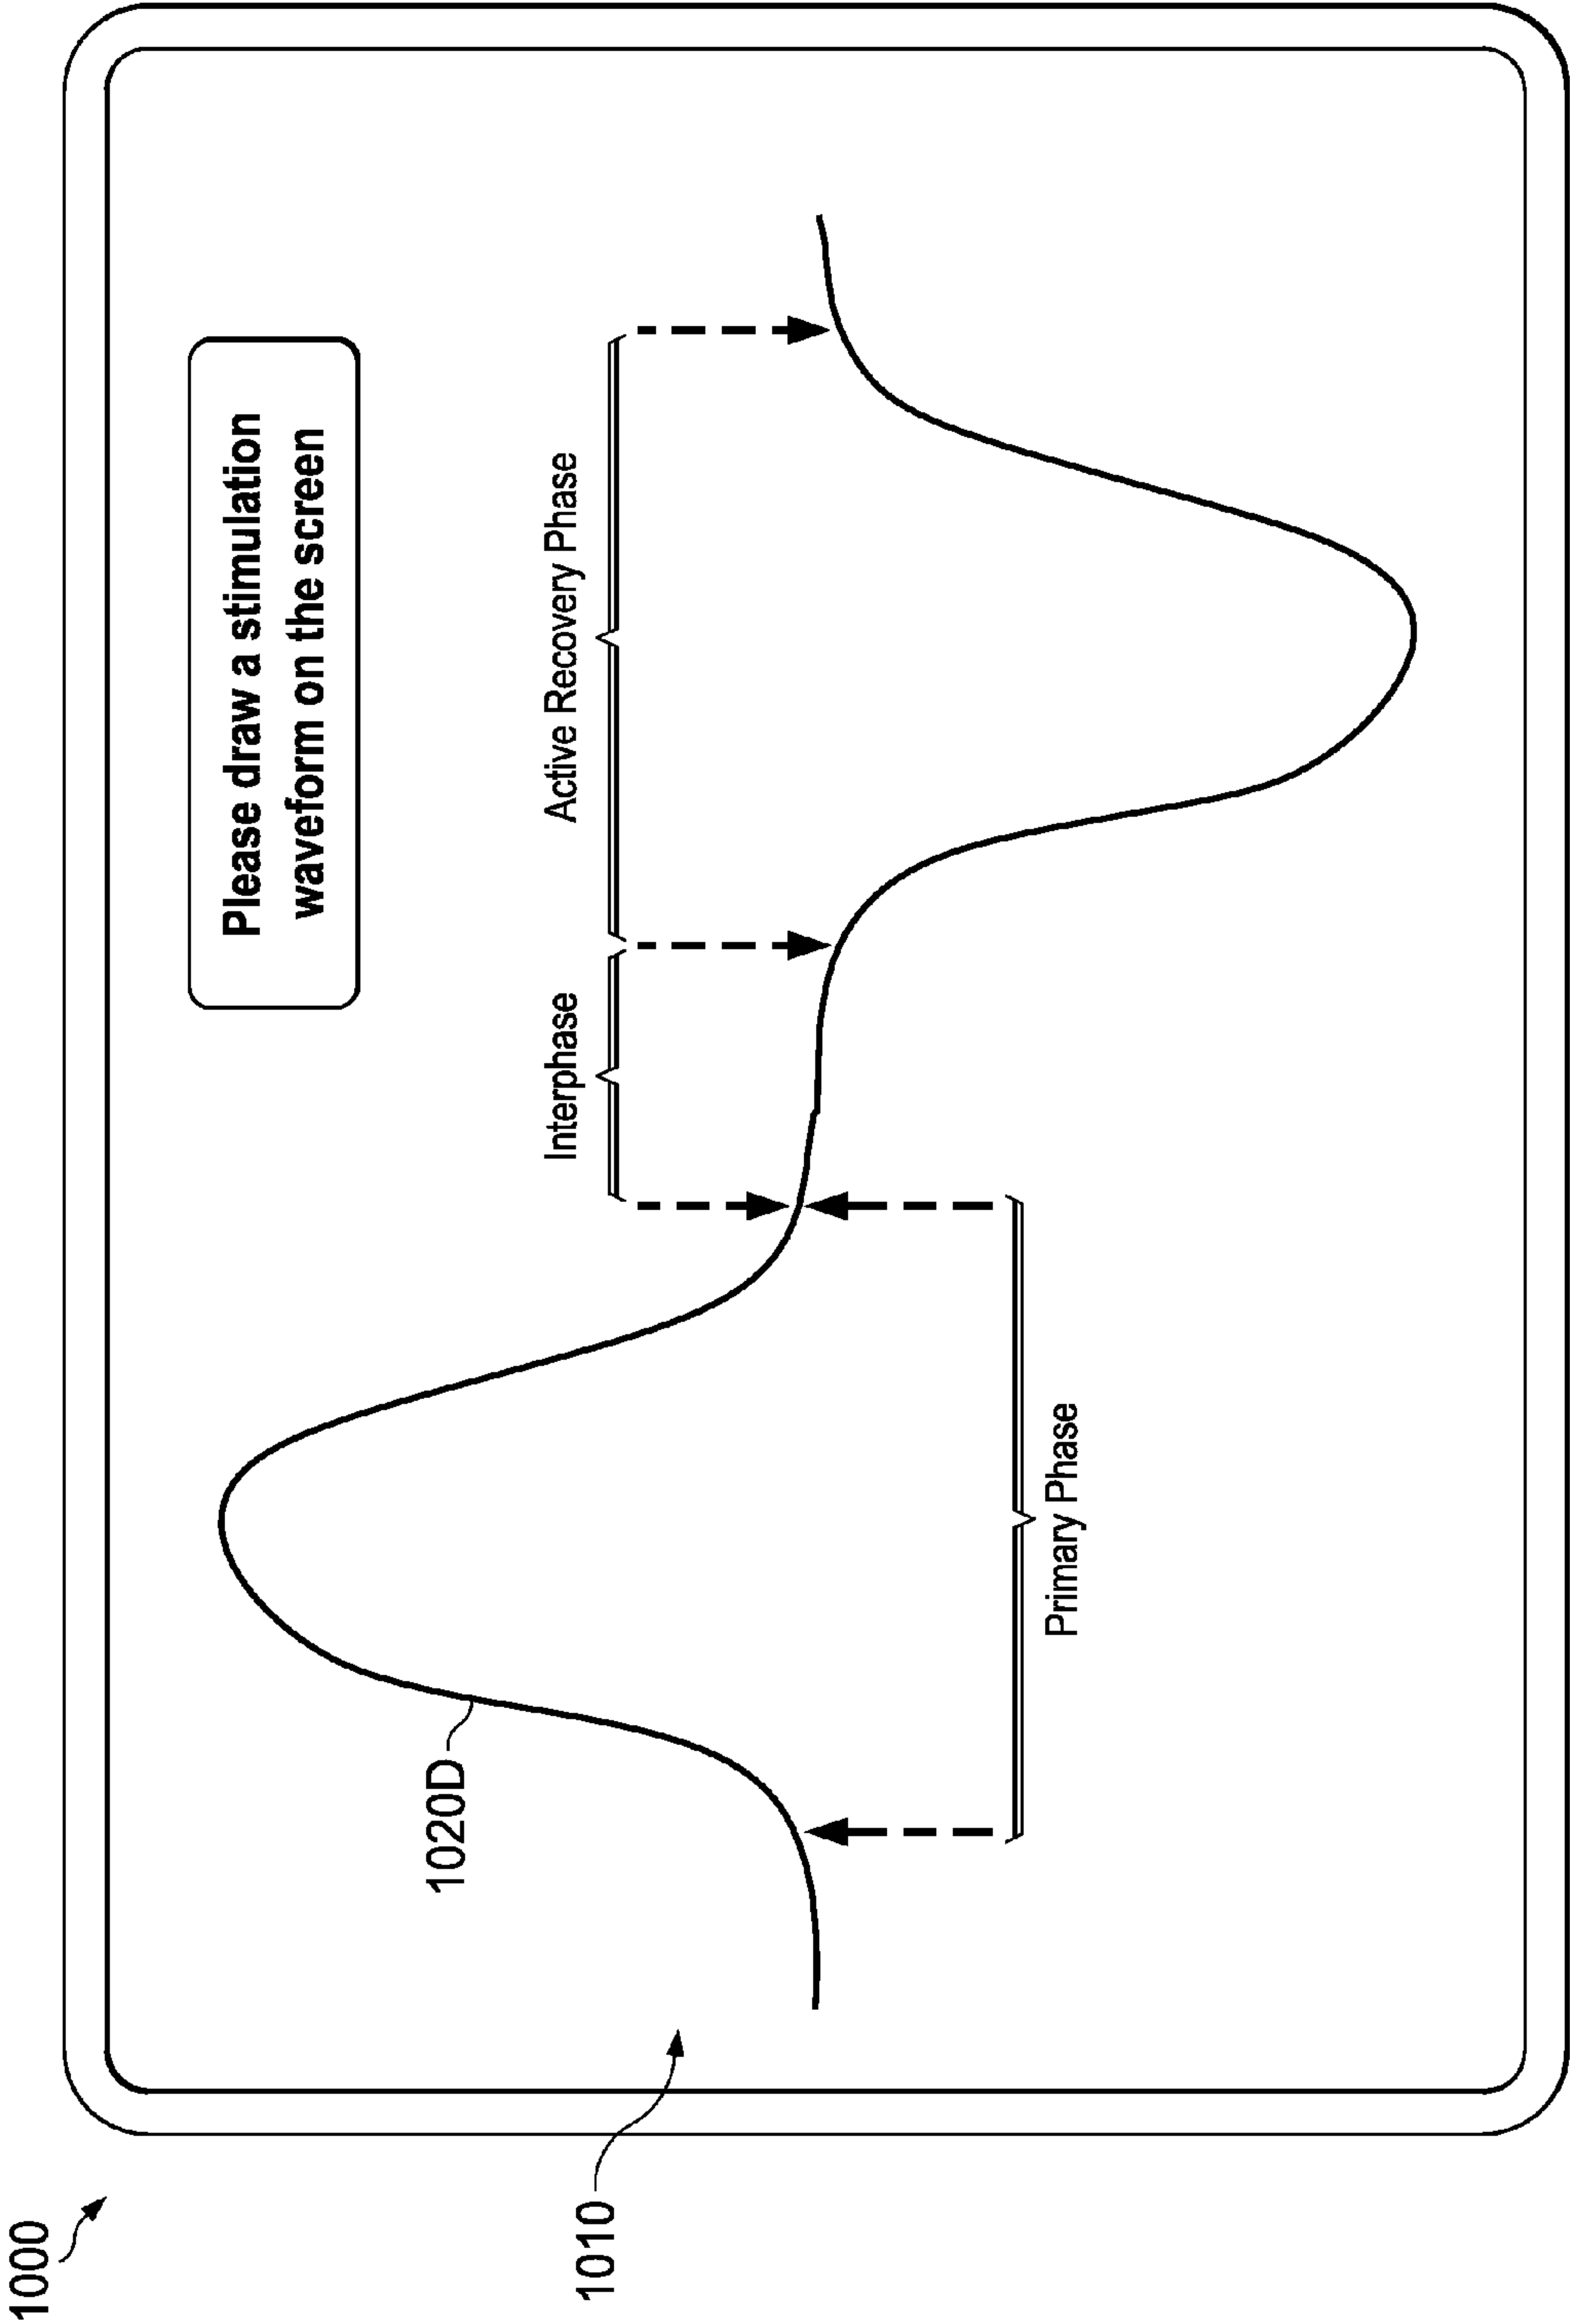 1000
1010
Please draw a stimulation
waveform on the screen
1020D
Interphase
Active Recovery Phase
Primary Phase